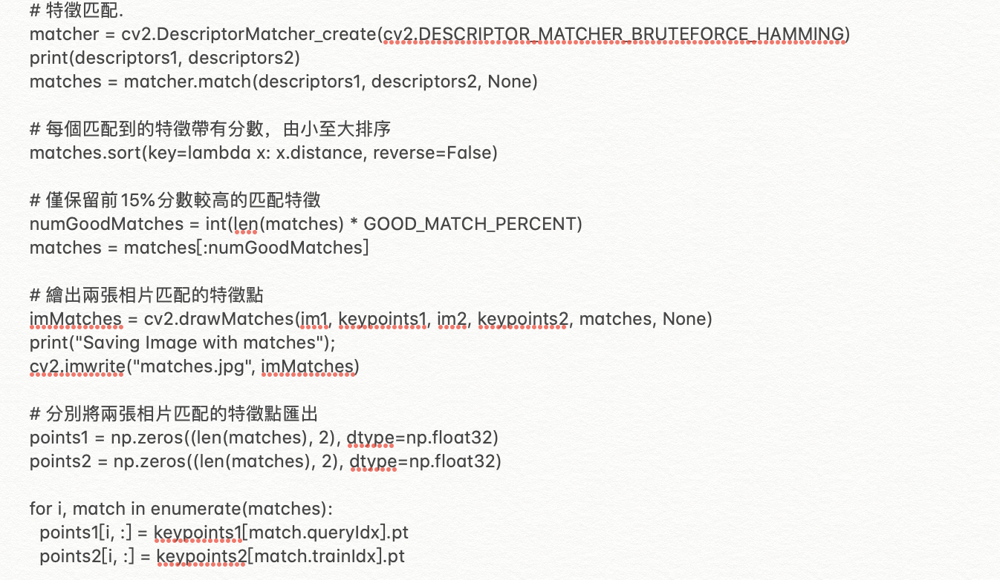 # 特徵匹配.
matcher = cv2.DescriptorMatcher_create(cv2.DESCRIPTOR_MATCHER_BRUTEFORCE_HAMMING)
print(descriptors1, descriptors2)
matches = matcher.match(descriptors1, descriptors2, None)
# 每個匹配到的特徵帶有分數，由小至大排序
matches.sort(key=lambda x: x.distance, reverse=False)
# 僅保留前15%分數較高的匹配特徵
numGoodMatches = int(len(matches) * GOOD_MATCH_PERCENT)
matches = matches[:numGoodMatches]
# 繪出兩張相片匹配的特徵點
imMatches = cv2.drawMatches(im1, keypoints1, im2, keypoints2, matches, None)
print("Saving Image with matches");
cv2.imwrite("matches.jpg", imMatches)
# 分別將兩張相片匹配的特徵點匯出
points1 = np.zeros((len(matches), 2), dtype=np.float32)
points2 = np.zeros((len(matches), 2), dtype=np.float32)
for i, match in enumerate(matches):
  points1[i, :] = keypoints1[match.queryIdx].pt
  points2[i, :] = keypoints2[match.trainIdx].pt